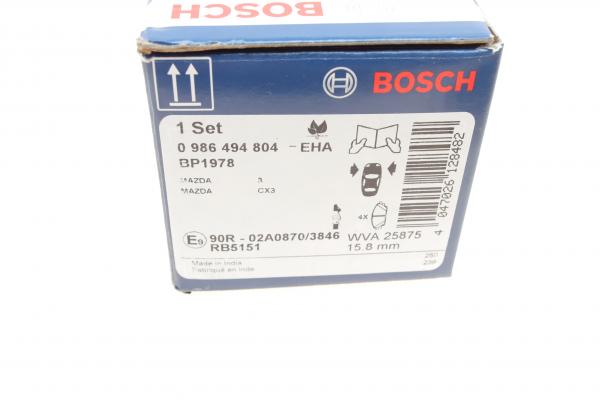 BOSCH
1 Set
0 986 494 804 - EHA
BP1978
MAZDA 3
MAZDA CX3
4X
E9 90R - 02A0870/3846 WVA 25875
RB5151 15.8 mm
Made in India
Fabriqué en Inde
4 047026 128482